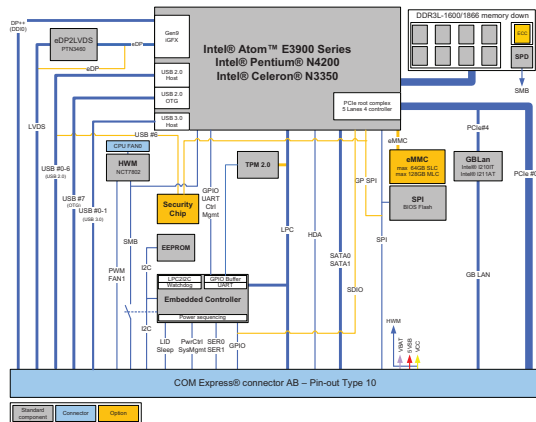 DP++
(DDI0)
eDP2LVDS
PTN3460
eDP
eDP
Gen9
iGFX
USB 2.0
Host
USB 2.0
OTG
USB 3.0
Host
Intel® Atom™ E3900 Series
Intel® Pentium® N4200
Intel® Celeron® N3350
PCIe root complex
5 Lanes 4 controller
DDR3L-1600/1866 memory down
ECC
SPD
SMB
LVDS
USB #6
CPU FAN0
HWM
NCT7802
TPM 2.0
eMMC
eMMC
max 64GB SLC
max 128GB MLC
GBLan
Intel® I210IT
Intel® I211AT
PCIe#4
PCIe #0
USB #0-6
(USB 2.0)
USB #7
(OTG)
USB #0-1
(USB 3.0)
GPIO
UART
Ctrl
Mgmt
GP SPI
SPI
BIOS Flash
Security
Chip
LPC
HDA
SPI
SMB
EEPROM
SATA0
SATA1
GB LAN
PWM
FAN1
I2C
LPC2I2C
GPIO Buffer
Watchdog
UART
Embedded Controller
Power sequencing
SDIO
I2C
LID
Sleep
PwrCtrl
SysMgmt
SER0
SER1
GPIO
HWM
VBAT
5VSB
VCC
COM Express® connector AB – Pin-out Type 10
Standard
component
Connector
Option